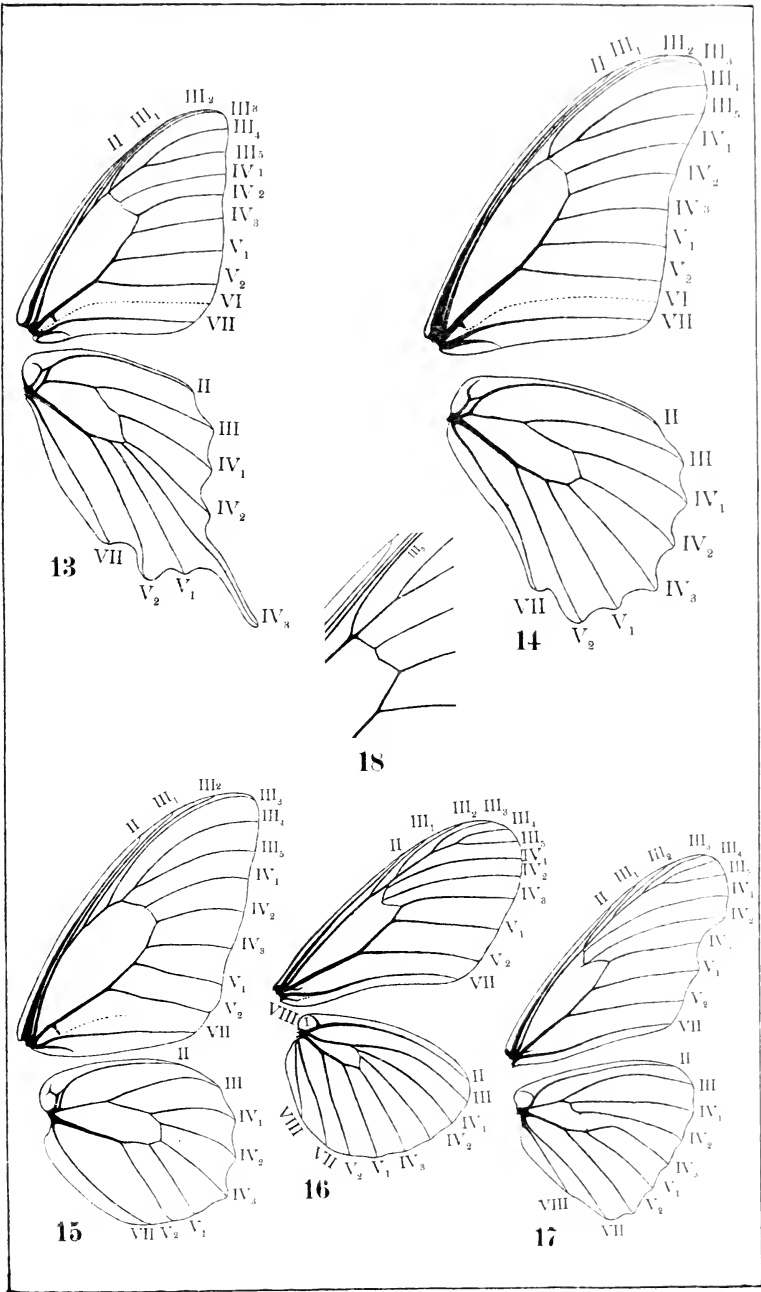 II III₁ III₂ III₃
III₄
III₅
IV₁
IV₂
IV₃
V₁
V₂
VI
VII
II
III
IV₁
IV₂
IV₃
V₁
V₂
VII
13
II III₁ III₂ III₃
III₄
III₅
IV₁
IV₂
IV₃
V₁
V₂
VI
VII
II
III
IV₁
IV₂
IV₃
V₁
V₂
VII
14
18
II III₁ III₂ III₃
III₄
III₅
IV₁
IV₂
IV₃
V₁
V₂
VII
II
III
IV₁
IV₂
IV₃
V₁
V₂
VII
15
II III₁ III₂ III₃ III₄
III₅
IV₁
IV₂
IV₃
V₁
V₂
VII
VIII
1
II
III
IV₁
IV₂
IV₃
V₁
V₂
VII
VIII
16
II III₁ III₂ III₃ III₄
III₅
IV₁
IV₂
V₁
V₂
VII
II
III
IV₁
IV₂
IV₃
V₁
V₂
VII
VIII
17